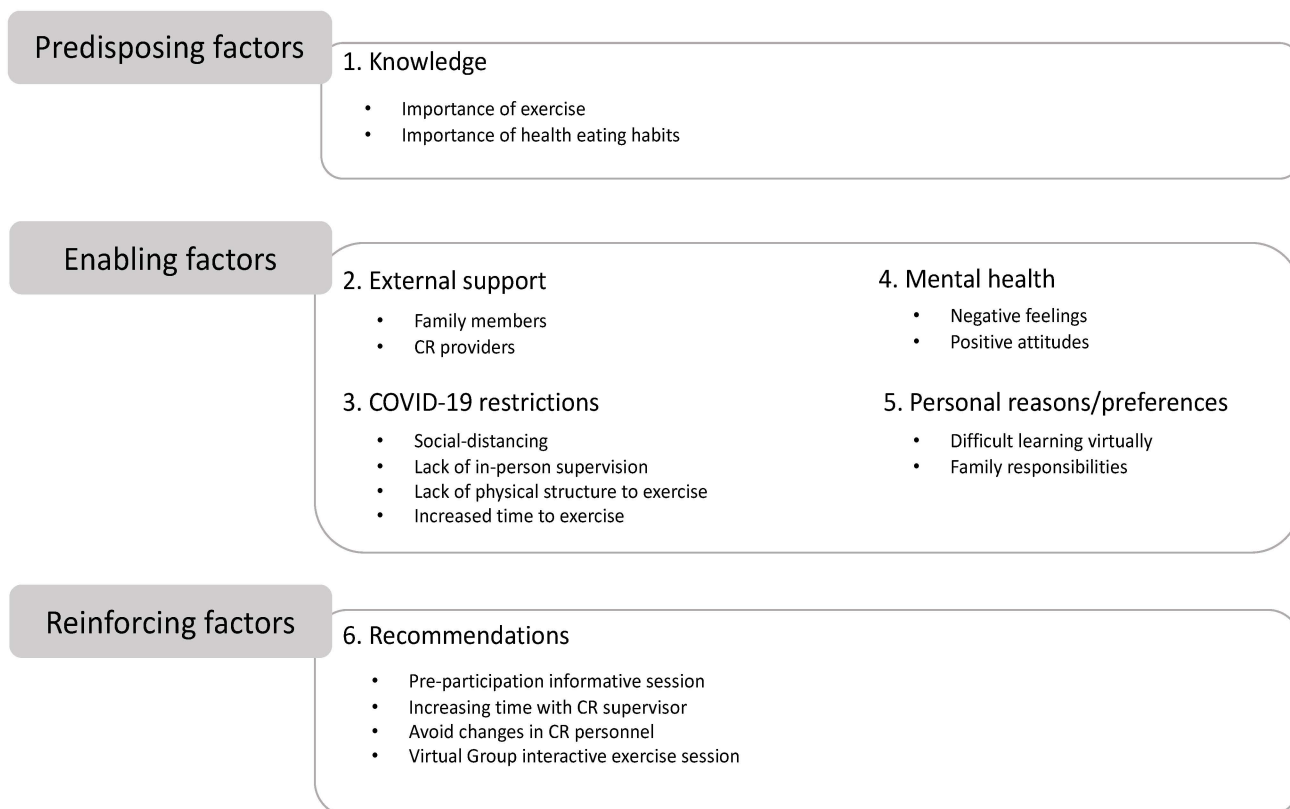 Predisposing factors
1. Knowledge
• Importance of exercise
• Importance of health eating habits
Enabling factors
2. External support
• Family members
• CR providers
3. COVID-19 restrictions
• Social-distancing
• Lack of in-person supervision
• Lack of physical structure to exercise
• Increased time to exercise
4. Mental health
• Negative feelings
• Positive attitudes
5. Personal reasons/preferences
• Difficult learning virtually
• Family responsibilities
Reinforcing factors
6. Recommendations
• Pre-participation informative session
• Increasing time with CR supervisor
• Avoid changes in CR personnel
• Virtual Group interactive exercise session